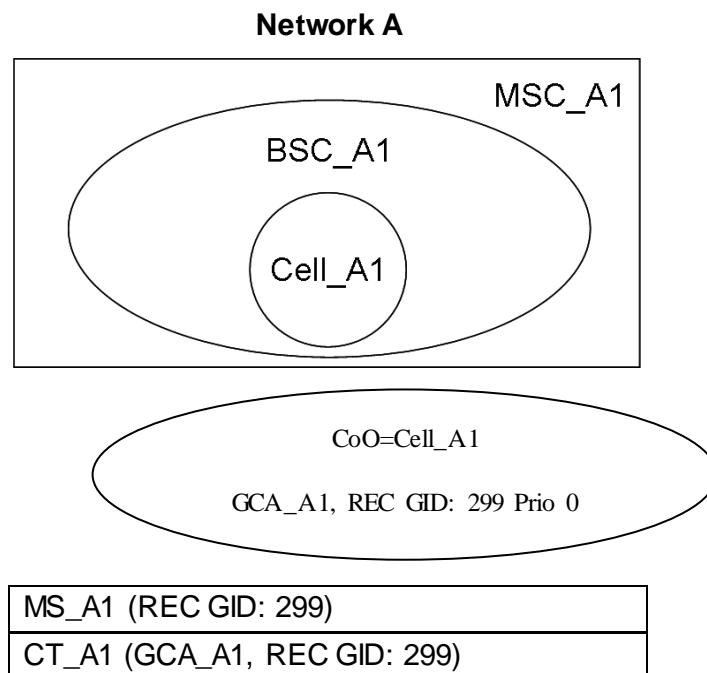 Network A
MSC_A1
BSC_A1
Cell_A1
CoO=Cell_A1
GCA_A1, REC GID: 299 Prio 0
MS_A1 (REC GID: 299)
CT_A1 (GCA_A1, REC GID: 299)